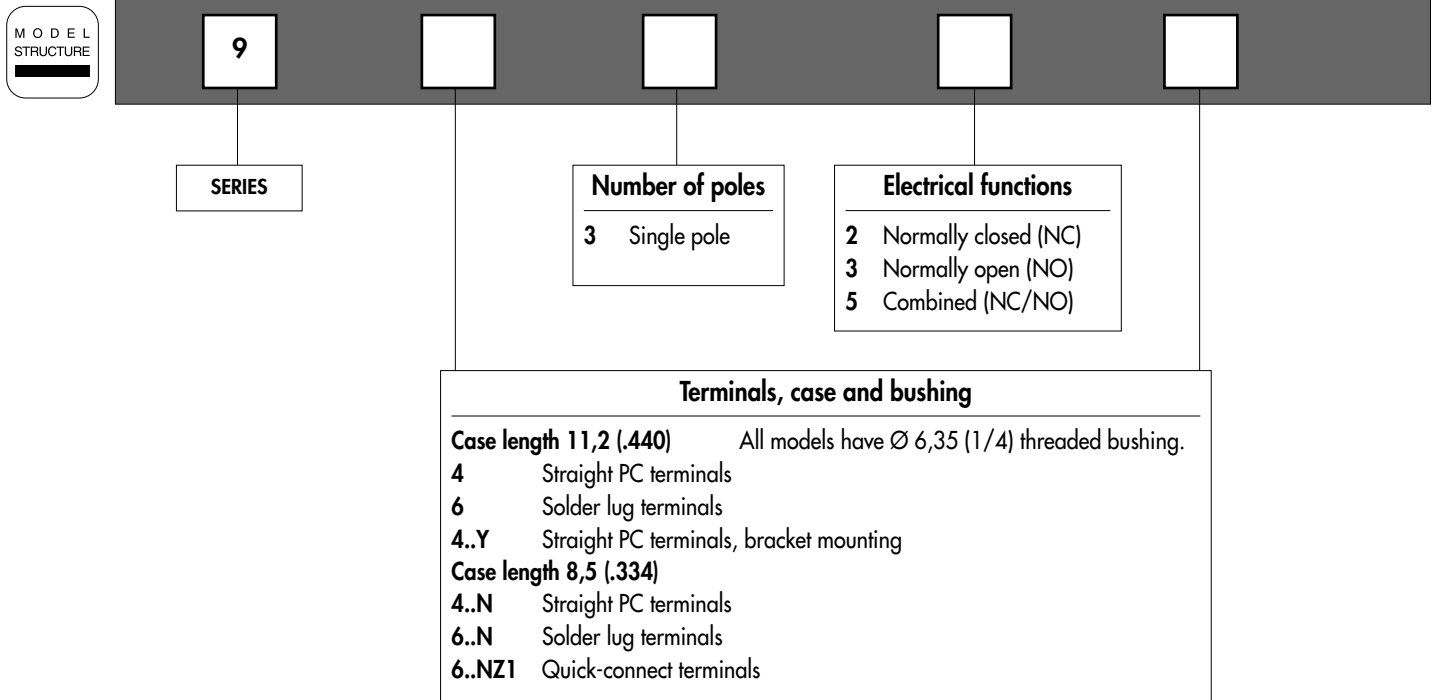 MODEL
STRUCTURE
9
SERIES
Number of poles
3 Single pole
Electrical functions
2 Normally closed (NC)
3 Normally open (NO)
5 Combined (NC/NO)
Terminals, case and bushing
Case length 11,2 (.440) All models have Ø 6,35 (1/4) threaded bushing.
4 Straight PC terminals
6 Solder lug terminals
4..Y Straight PC terminals, bracket mounting
Case length 8,5 (.334)
4..N Straight PC terminals
6..N Solder lug terminals
6..NZ1 Quick-connect terminals